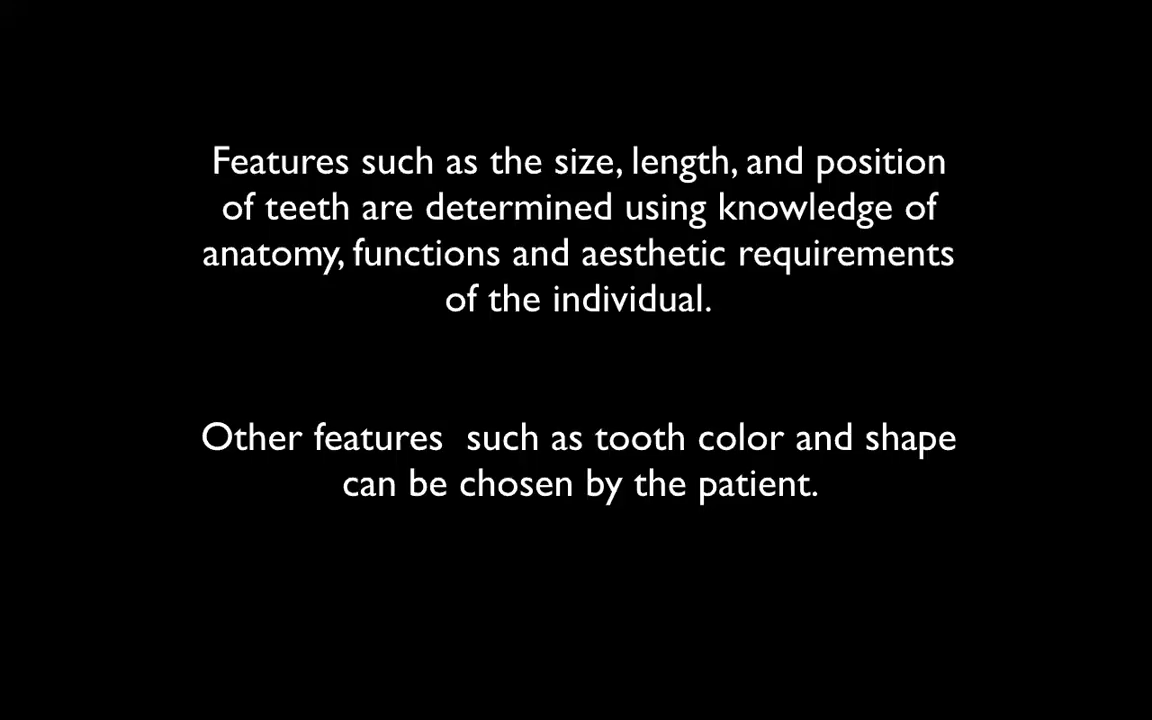 Features such as the size, length, and position
of teeth are determined using knowledge of
anatomy, functions and aesthetic requirements
of the individual.
Other features  such as tooth color and shape
can be chosen by the patient.